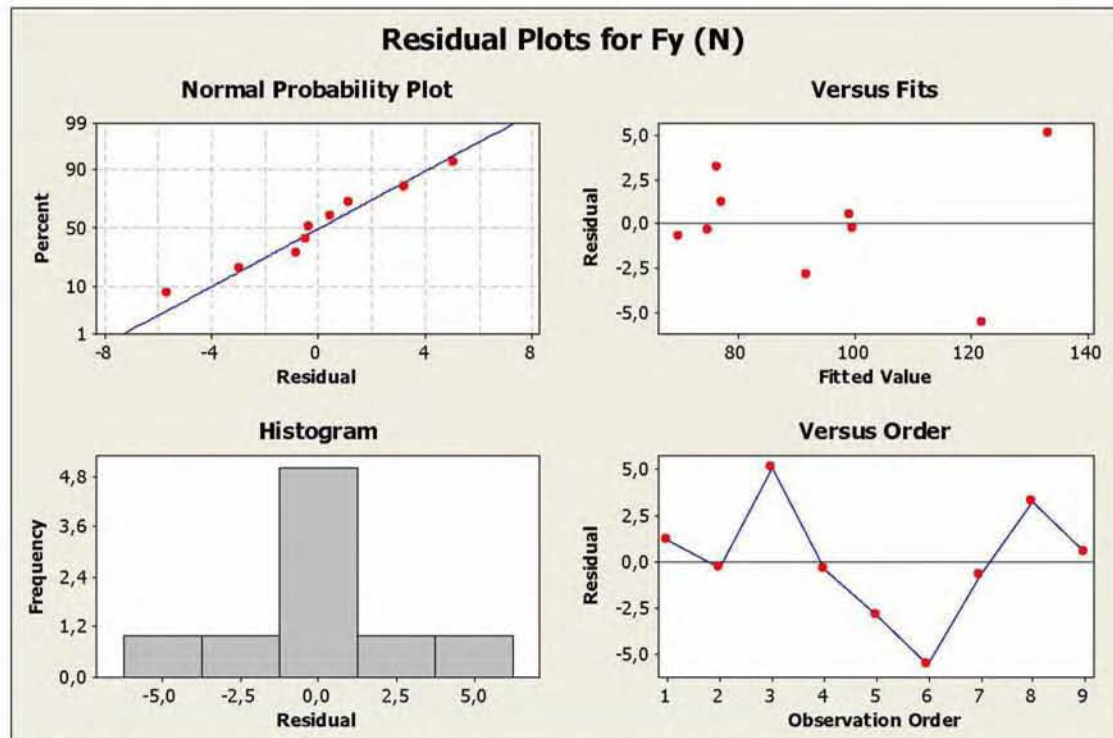 Residual Plots for Fy (N)
Normal Probability Plot
99
90
50
10
1
Percent
-8 -4 0 4 8
Residual
Versus Fits
5,0
2,5
0,0
-2,5
-5,0
Residual
80 100 120 140
Fitted Value
Histogram
4,8
3,6
2,4
1,2
0,0
Frequency
-5,0 -2,5 0,0 2,5 5,0
Residual
Versus Order
5,0
2,5
0,0
-2,5
-5,0
Residual
1 2 3 4 5 6 7 8 9
Observation Order